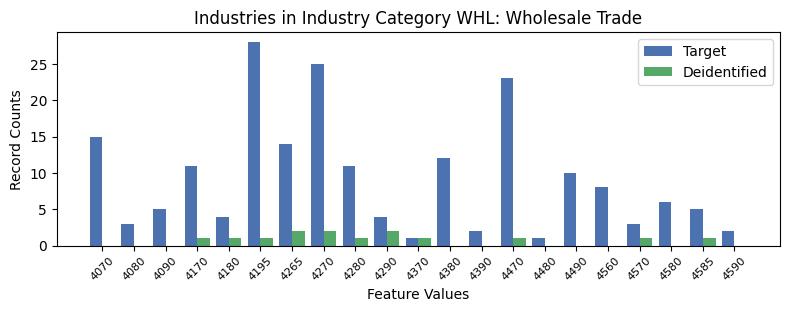 Industries in Industry Category WHL: Wholesale Trade
Target
Deidentified
Record Counts
25
20
15
10
5
0
4070 4080 4090 4170 4180 4195 4265 4270 4280 4290 4370 4380 4390 4470 4480 4490 4560 4570 4580 4585 4590
Feature Values